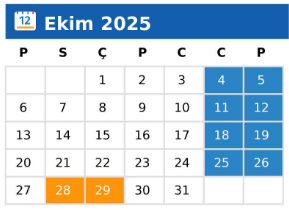 12 Ekim 2025
P S Ç P C C P
1 2 3 4 5
6 7 8 9 10 11 12
13 14 15 16 17 18 19
20 21 22 23 24 25 26
27 28 29 30 31